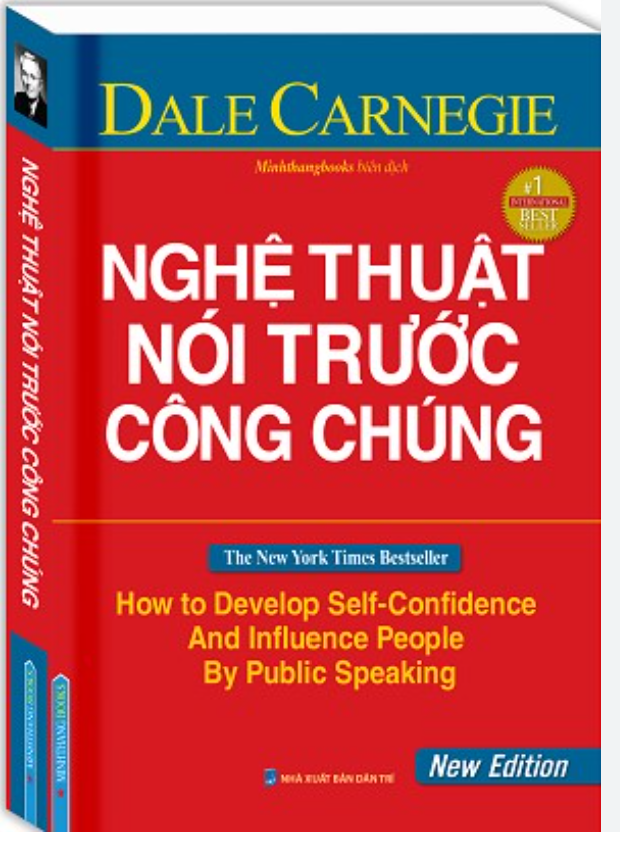 DALE CARNEGIE
Minhthangbooks biên dịch
#1
INTERNATIONAL
BEST
SELLER
NGHỆ THUẬT
NÓI TRƯỚC
CÔNG CHÚNG
The New York Times Bestseller
How to Develop Self-Confidence
And Influence People
By Public Speaking
New Edition
NHÀ XUẤT BẢN DÂN TRÍ
NGHỆ THUẬT NÓI TRƯỚC CÔNG CHÚNG
MINHTHANGBOOKS
MINHTHANGBOOKS